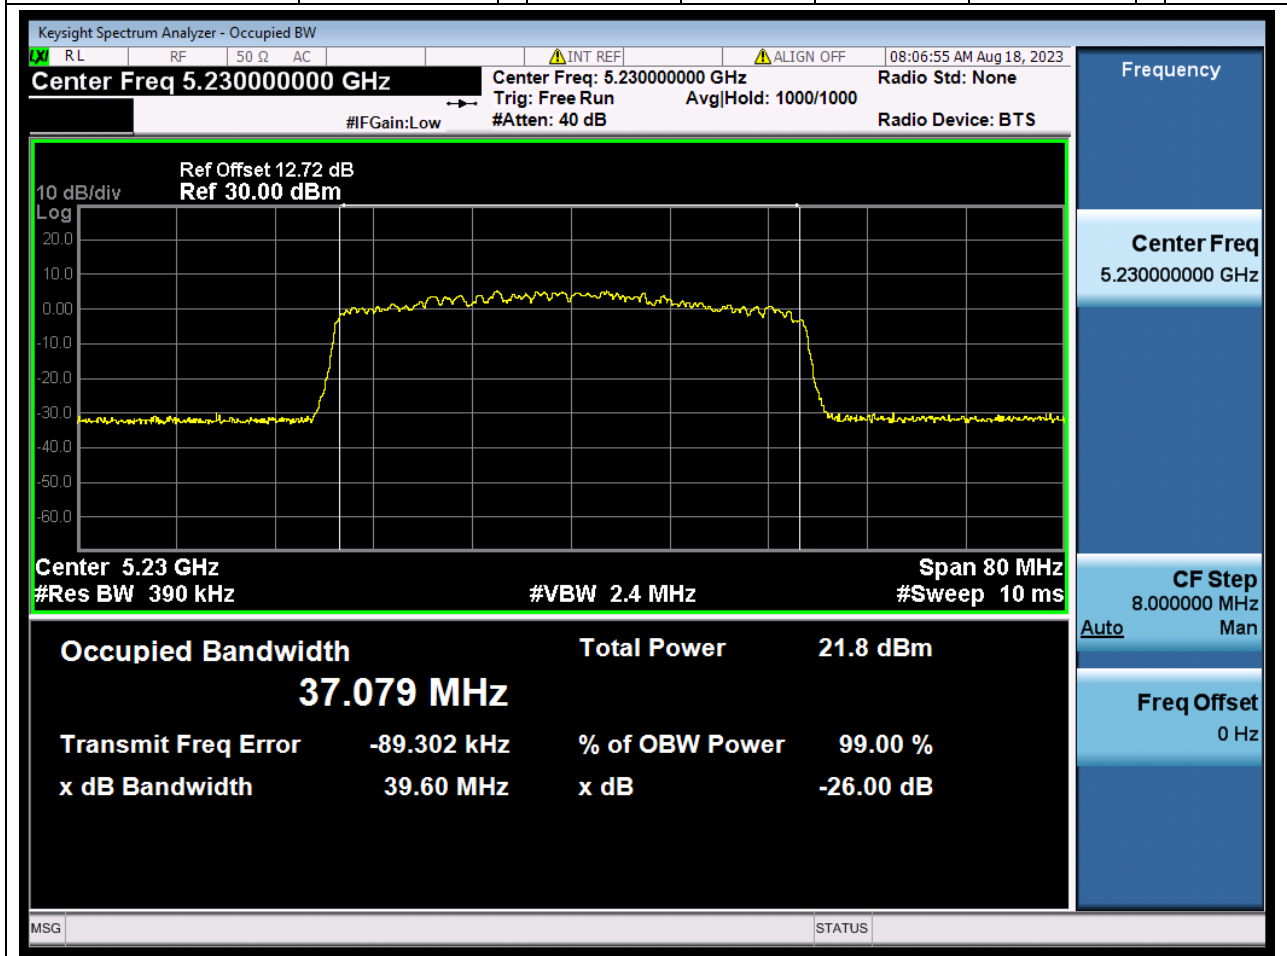 Keysight Spectrum Analyzer - Occupied BW
LXI RL RF 50 Ω AC INT REF ALIGN OFF 08:06:55 AM Aug 18, 2023
Center Freq 5.230000000 GHz
Center Freq: 5.230000000 GHz
Radio Std: None
Trig: Free Run Avg|Hold: 1000/1000
#IFGain:Low
#Atten: 40 dB
Radio Device: BTS
Ref Offset 12.72 dB
10 dB/div Ref 30.00 dBm
Log
20.0
10.0
0.00
-10.0
-20.0
-30.0
-40.0
-50.0
-60.0
Center 5.23 GHz Span 80 MHz
#Res BW 390 kHz #VBW 2.4 MHz #Sweep 10 ms
Occupied Bandwidth Total Power 21.8 dBm
37.079 MHz
Transmit Freq Error -89.302 kHz % of OBW Power 99.00 %
x dB Bandwidth 39.60 MHz x dB -26.00 dB
MSG STATUS
Frequency
Center Freq
5.230000000 GHz
CF Step
8.000000 MHz
Auto Man
Freq Offset
0 Hz